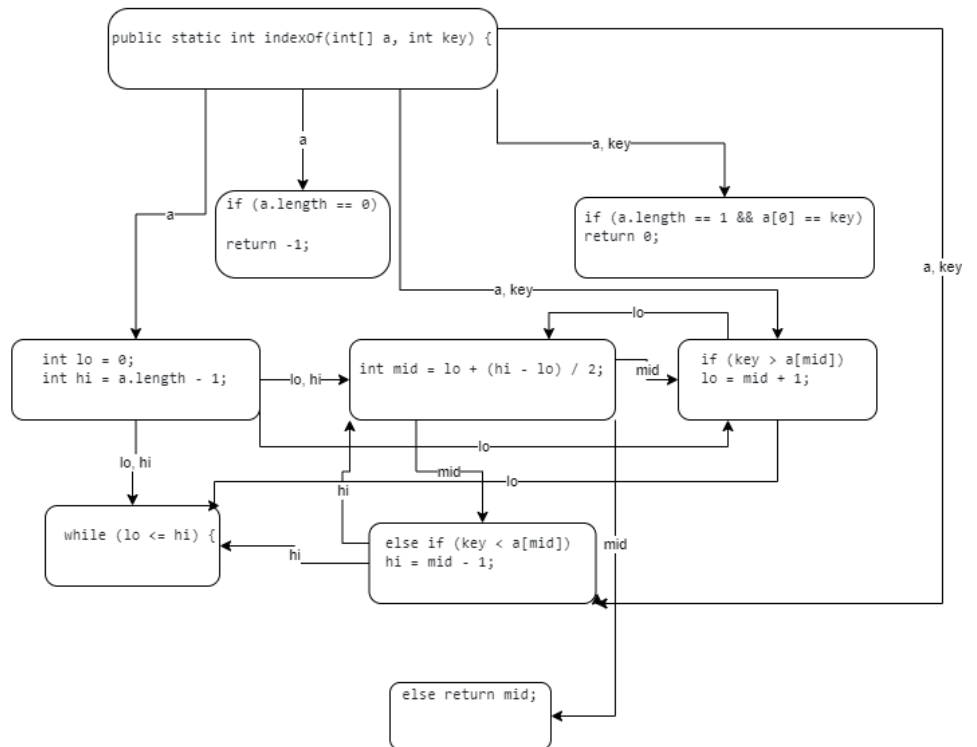 public static int indexOf(int[] a, int key) {
a
a, key
if (a.length == 0)
return -1;
if (a.length == 1 && a[0] == key)
return 0;
a
a, key
a, key
lo
int lo = 0;
int hi = a.length - 1;
lo, hi
int mid = lo + (hi - lo) / 2;
mid
if (key > a[mid])
lo = mid + 1;
lo
lo, hi
mid
hi
lo
while (lo <= hi) {
hi
else if (key < a[mid])
hi = mid - 1;
mid
else return mid;